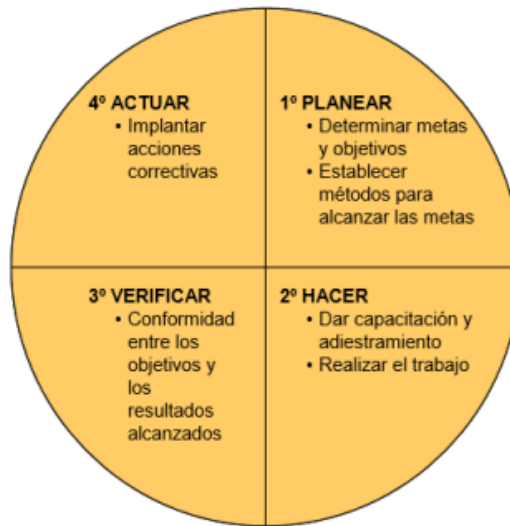 4º ACTUAR
• Implantar
acciones
correctivas
1º PLANEAR
• Determinar metas
y objetivos
• Establecer
métodos para
alcanzar las metas
3º VERIFICAR
• Conformidad
entre los
objetivos y
los
resultados
alcanzados
2º HACER
• Dar capacitación y
adiestramiento
• Realizar el trabajo